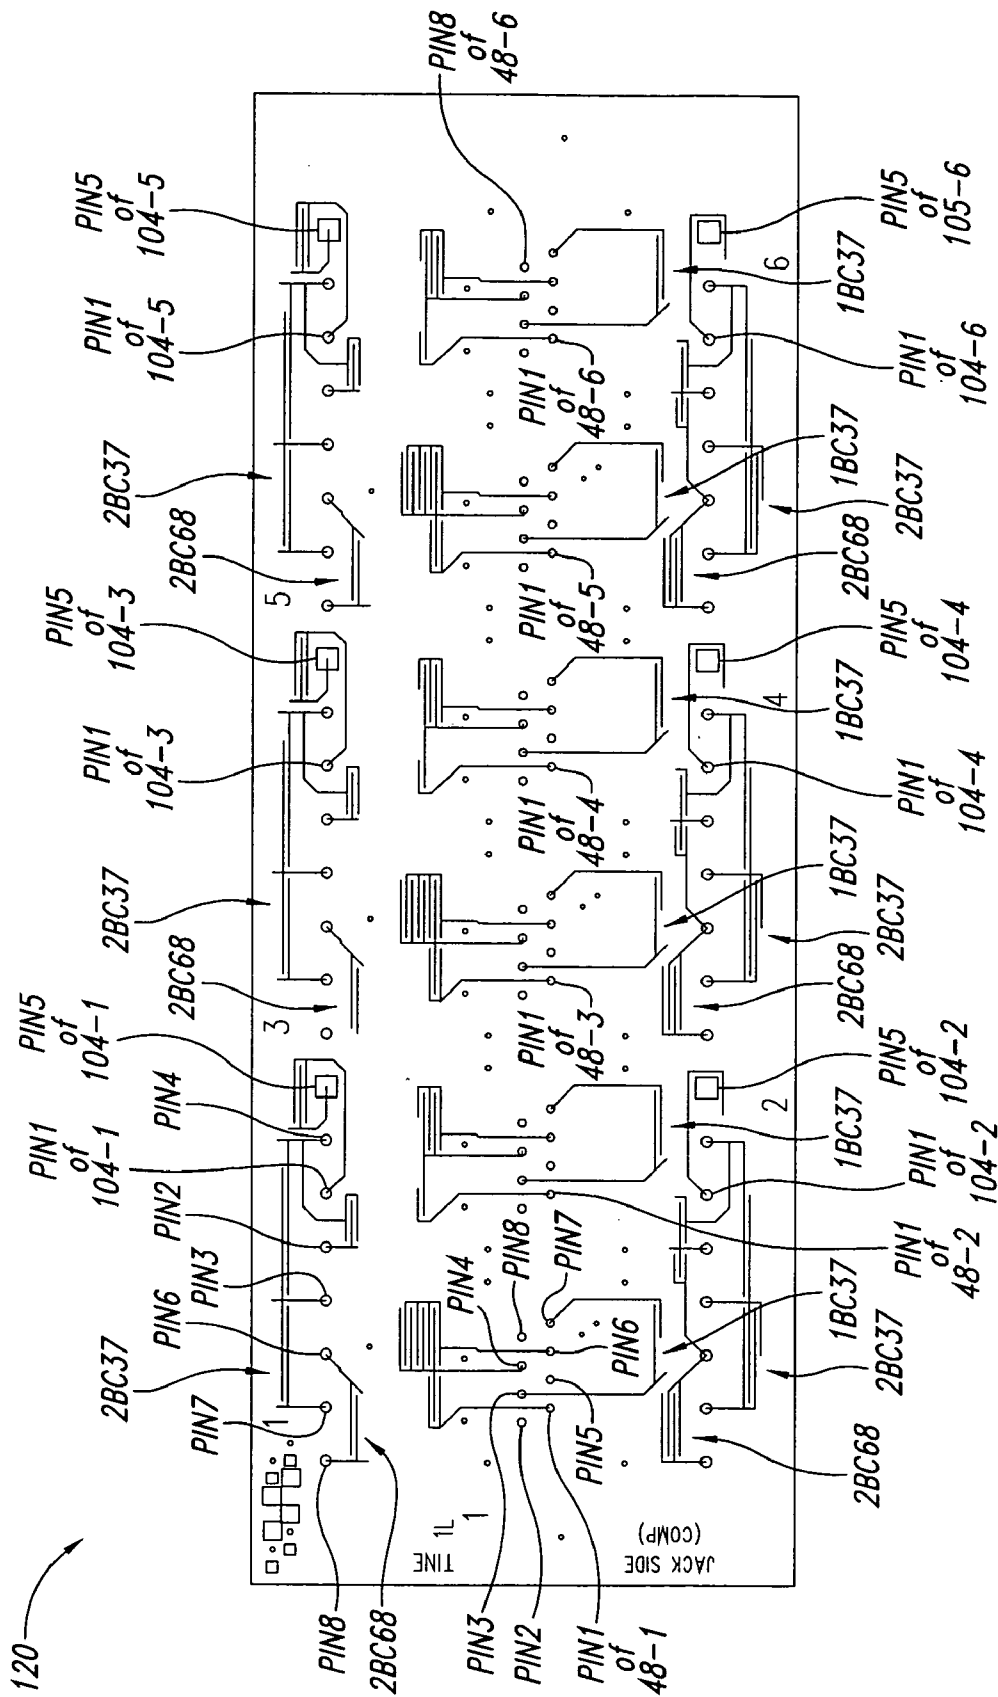 120
PIN8
of
48-6
PIN5
of
104-5
PIN1
of
104-5
2BC37
2BC68
PIN5
of
104-3
PIN1
of
104-3
2BC37
2BC68
PIN5
of
104-1
PIN4
PIN1
of
104-1
PIN2
PIN3
PIN6
2BC37
PIN7
PIN8
2BC68
5
3
1
PIN1
of
48-6
PIN1
of
48-5
PIN1
of
48-4
PIN1
of
48-3
PIN8
PIN7
PIN4
PIN6
PIN5
PIN3
PIN2
PIN1
of
48-1
TINE
1L
1
JACK SIDE
(COMP)
6
4
2
PIN5
of
105-6
1BC37
PIN1
of
104-6
1BC37
2BC37
2BC68
PIN5
of
104-4
1BC37
PIN1
of
104-4
1BC37
2BC37
2BC68
PIN5
of
104-2
1BC37
PIN1
of
104-2
PIN1
of
48-2
1BC37
2BC37
2BC68